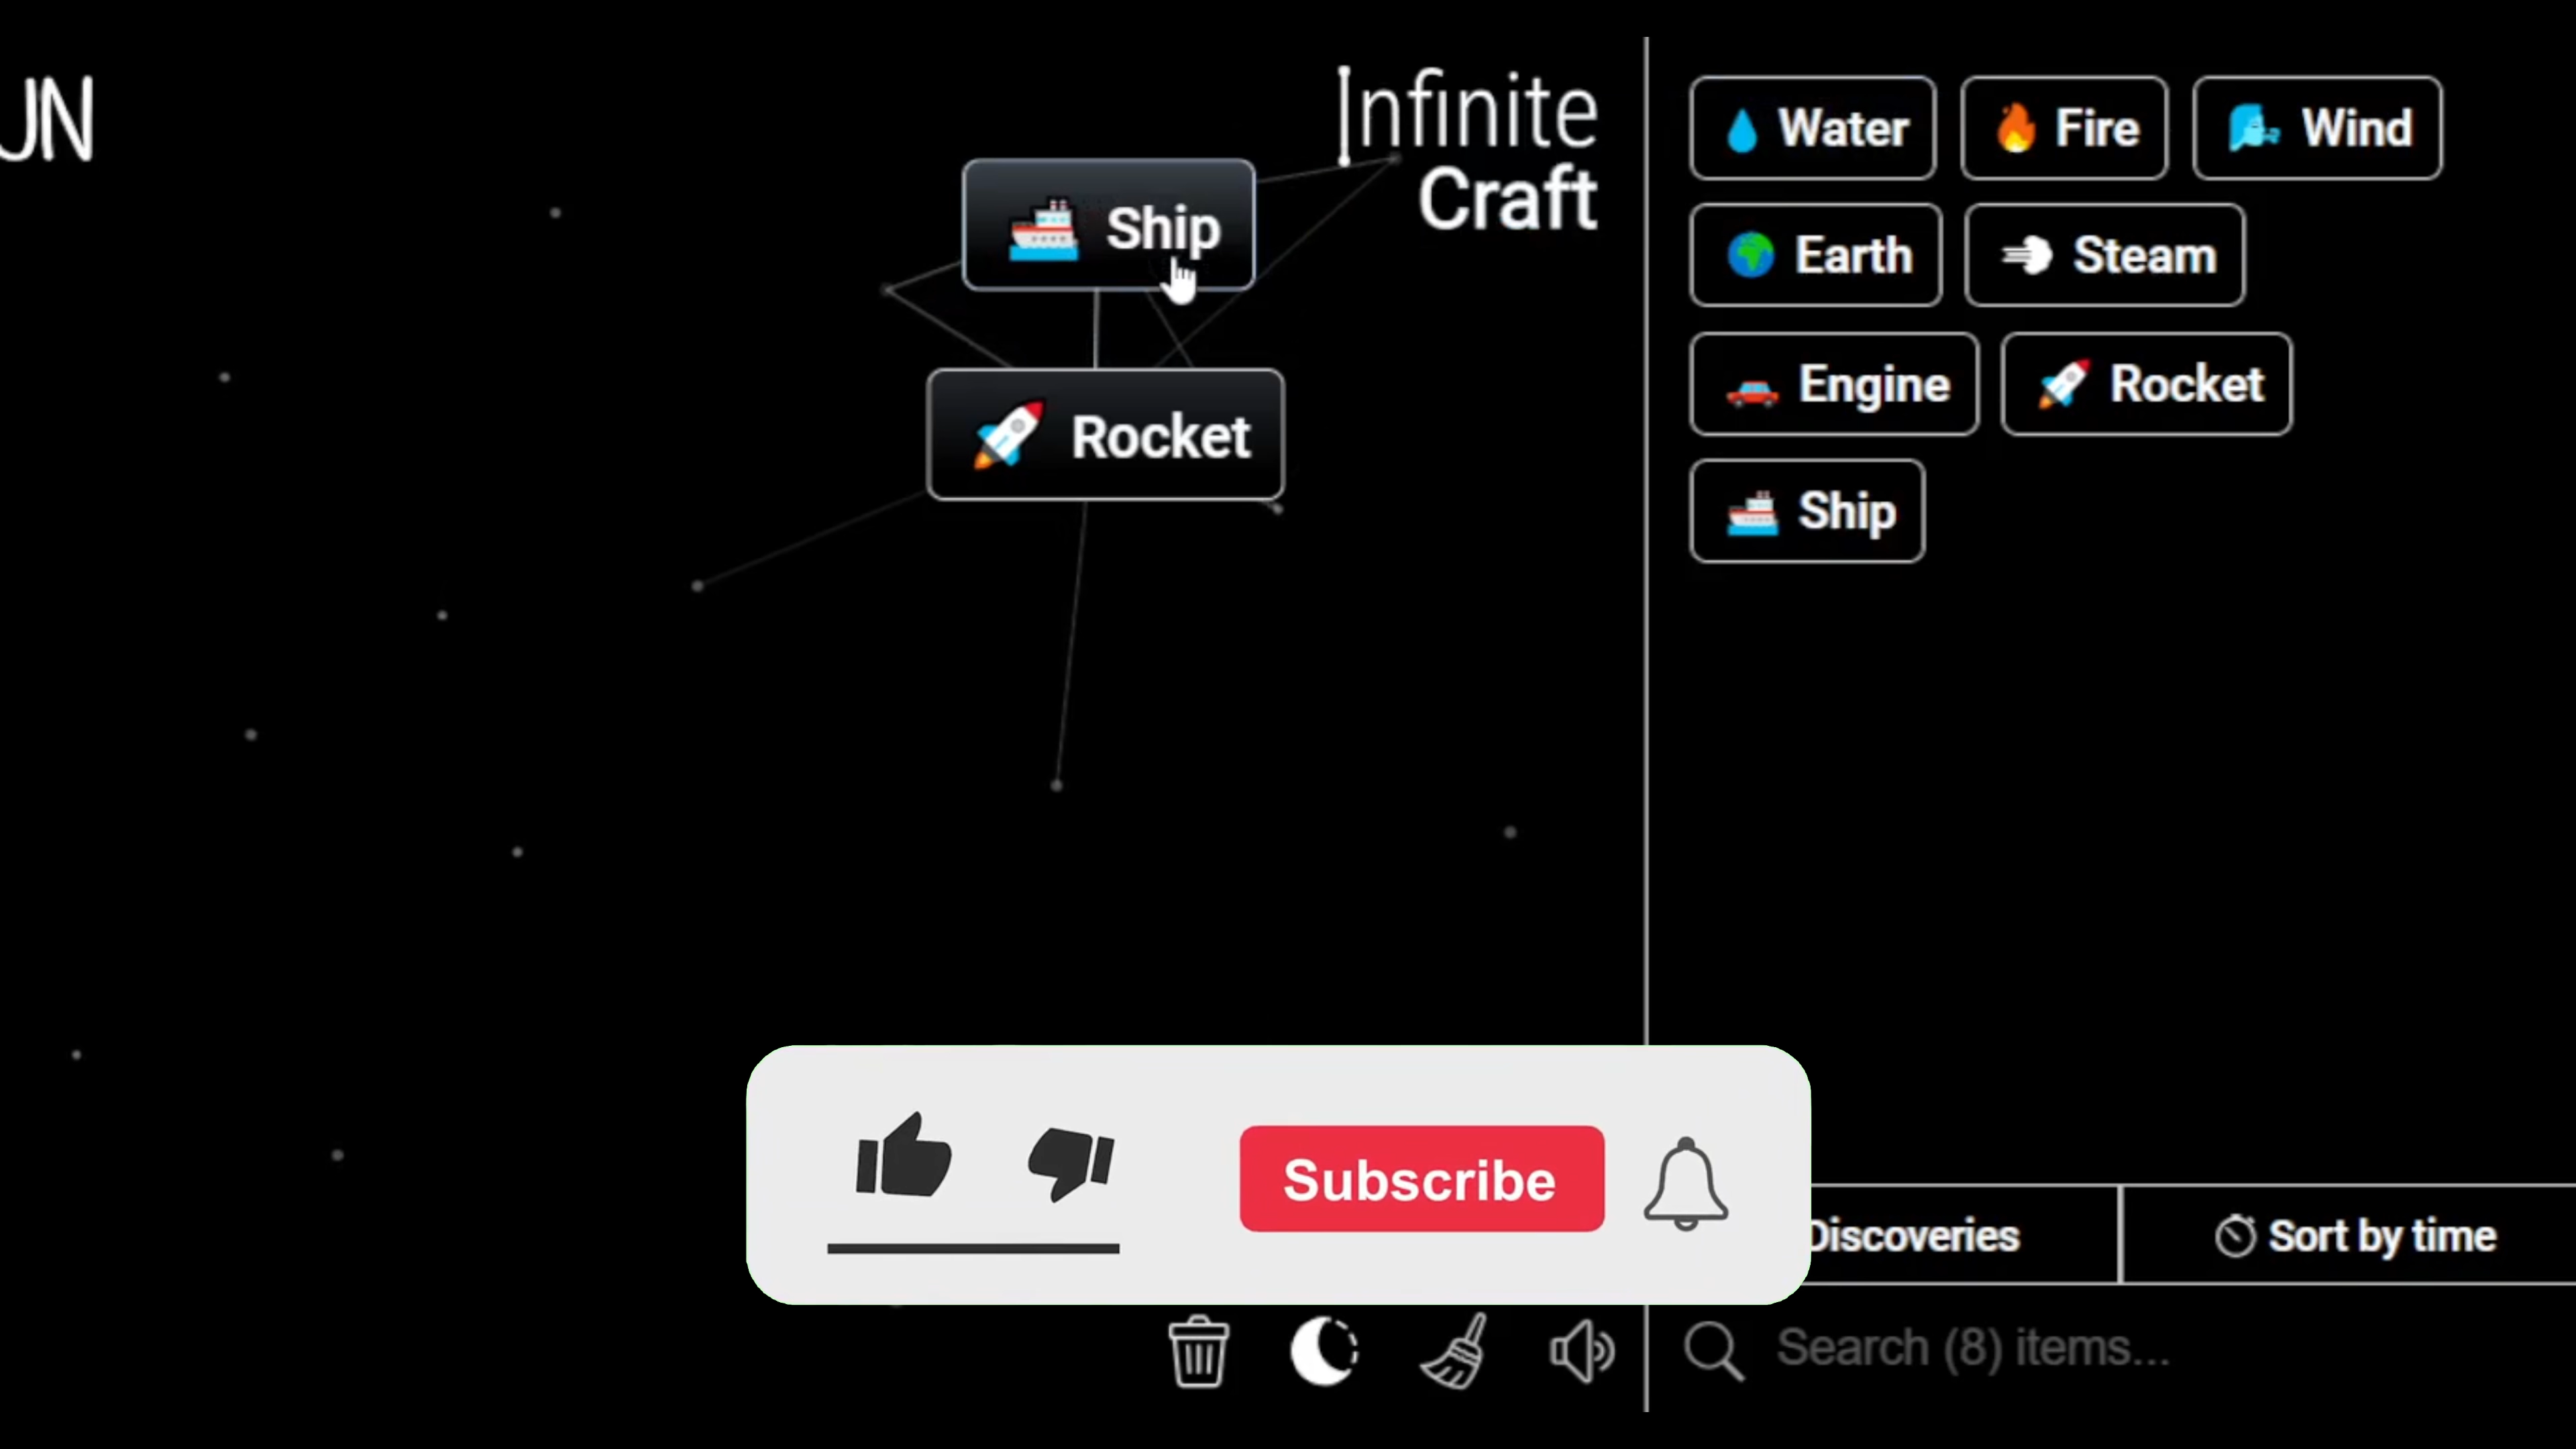 Infinite
Craft
Ship
Rocket
Water
Fire
Wind
Earth
Steam
Engine
Rocket
Ship
Subscribe
Discoveries
Sort by time
Search (8) items...